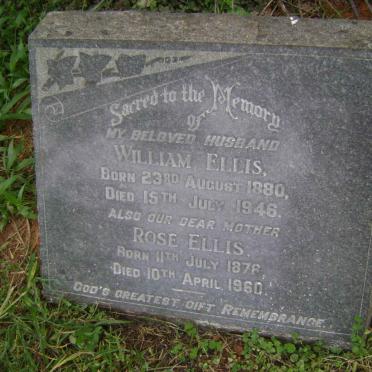 Sacred to the Memory
of
MY BELOVED HUSBAND
WILLIAM ELLIS,
BORN 23RD AUGUST 1880,
DIED 15TH JULY 1946.
ALSO OUR DEAR MOTHER
ROSE ELLIS
BORN 11TH JULY 1876
DIED 10TH APRIL 1960.
GOD'S GREATEST GIFT REMEMBRANCE